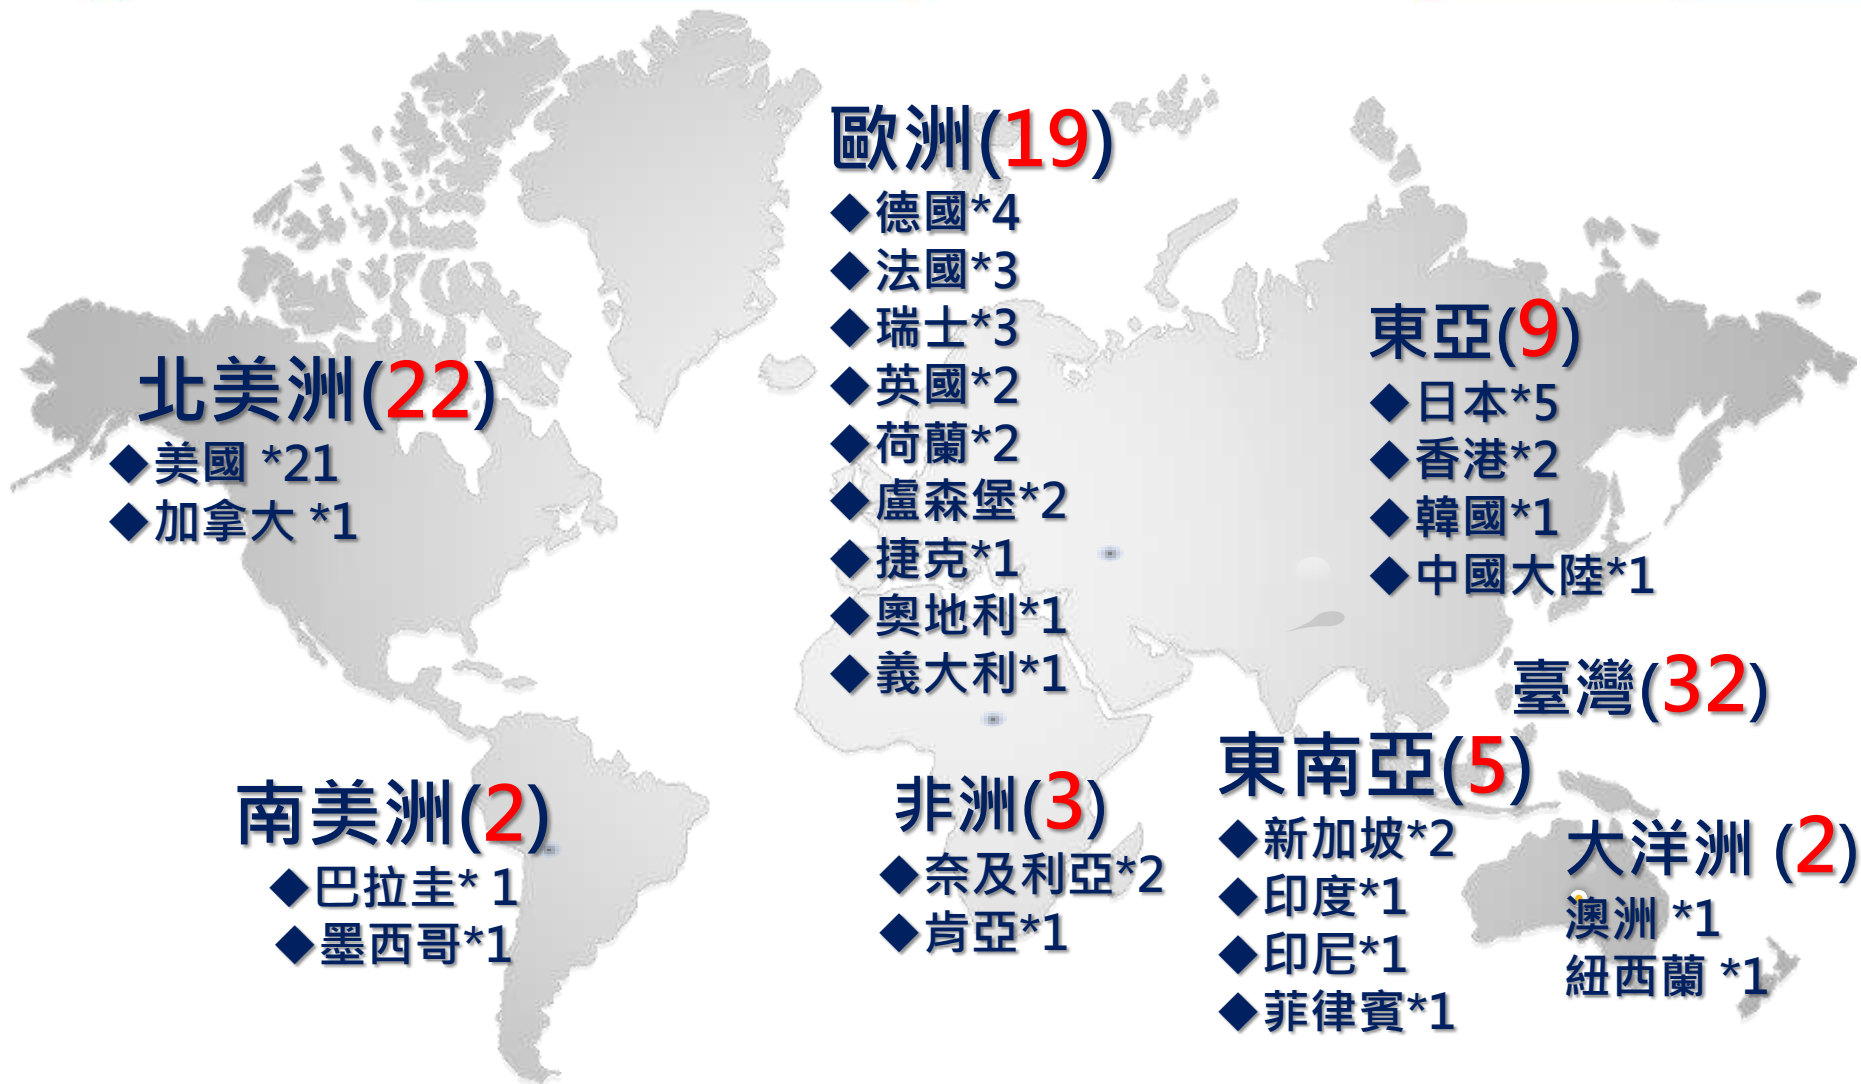 北美洲(22)
◆美國 *21
◆加拿大 *1
南美洲(2)
◆巴拉圭* 1
◆墨西哥*1
歐洲(19)
◆德國*4
◆法國*3
◆瑞士*3
◆英國*2
◆荷蘭*2
◆盧森堡*2
◆捷克*1
◆奧地利*1
◆義大利*1
非洲(3)
◆奈及利亞*2
◆肯亞*1
東亞(9)
◆日本*5
◆香港*2
◆韓國*1
◆中國大陸*1
臺灣(32)
東南亞(5)
◆新加坡*2
◆印度*1
◆印尼*1
◆菲律賓*1
大洋洲 (2)
澳洲 *1
紐西蘭 *1